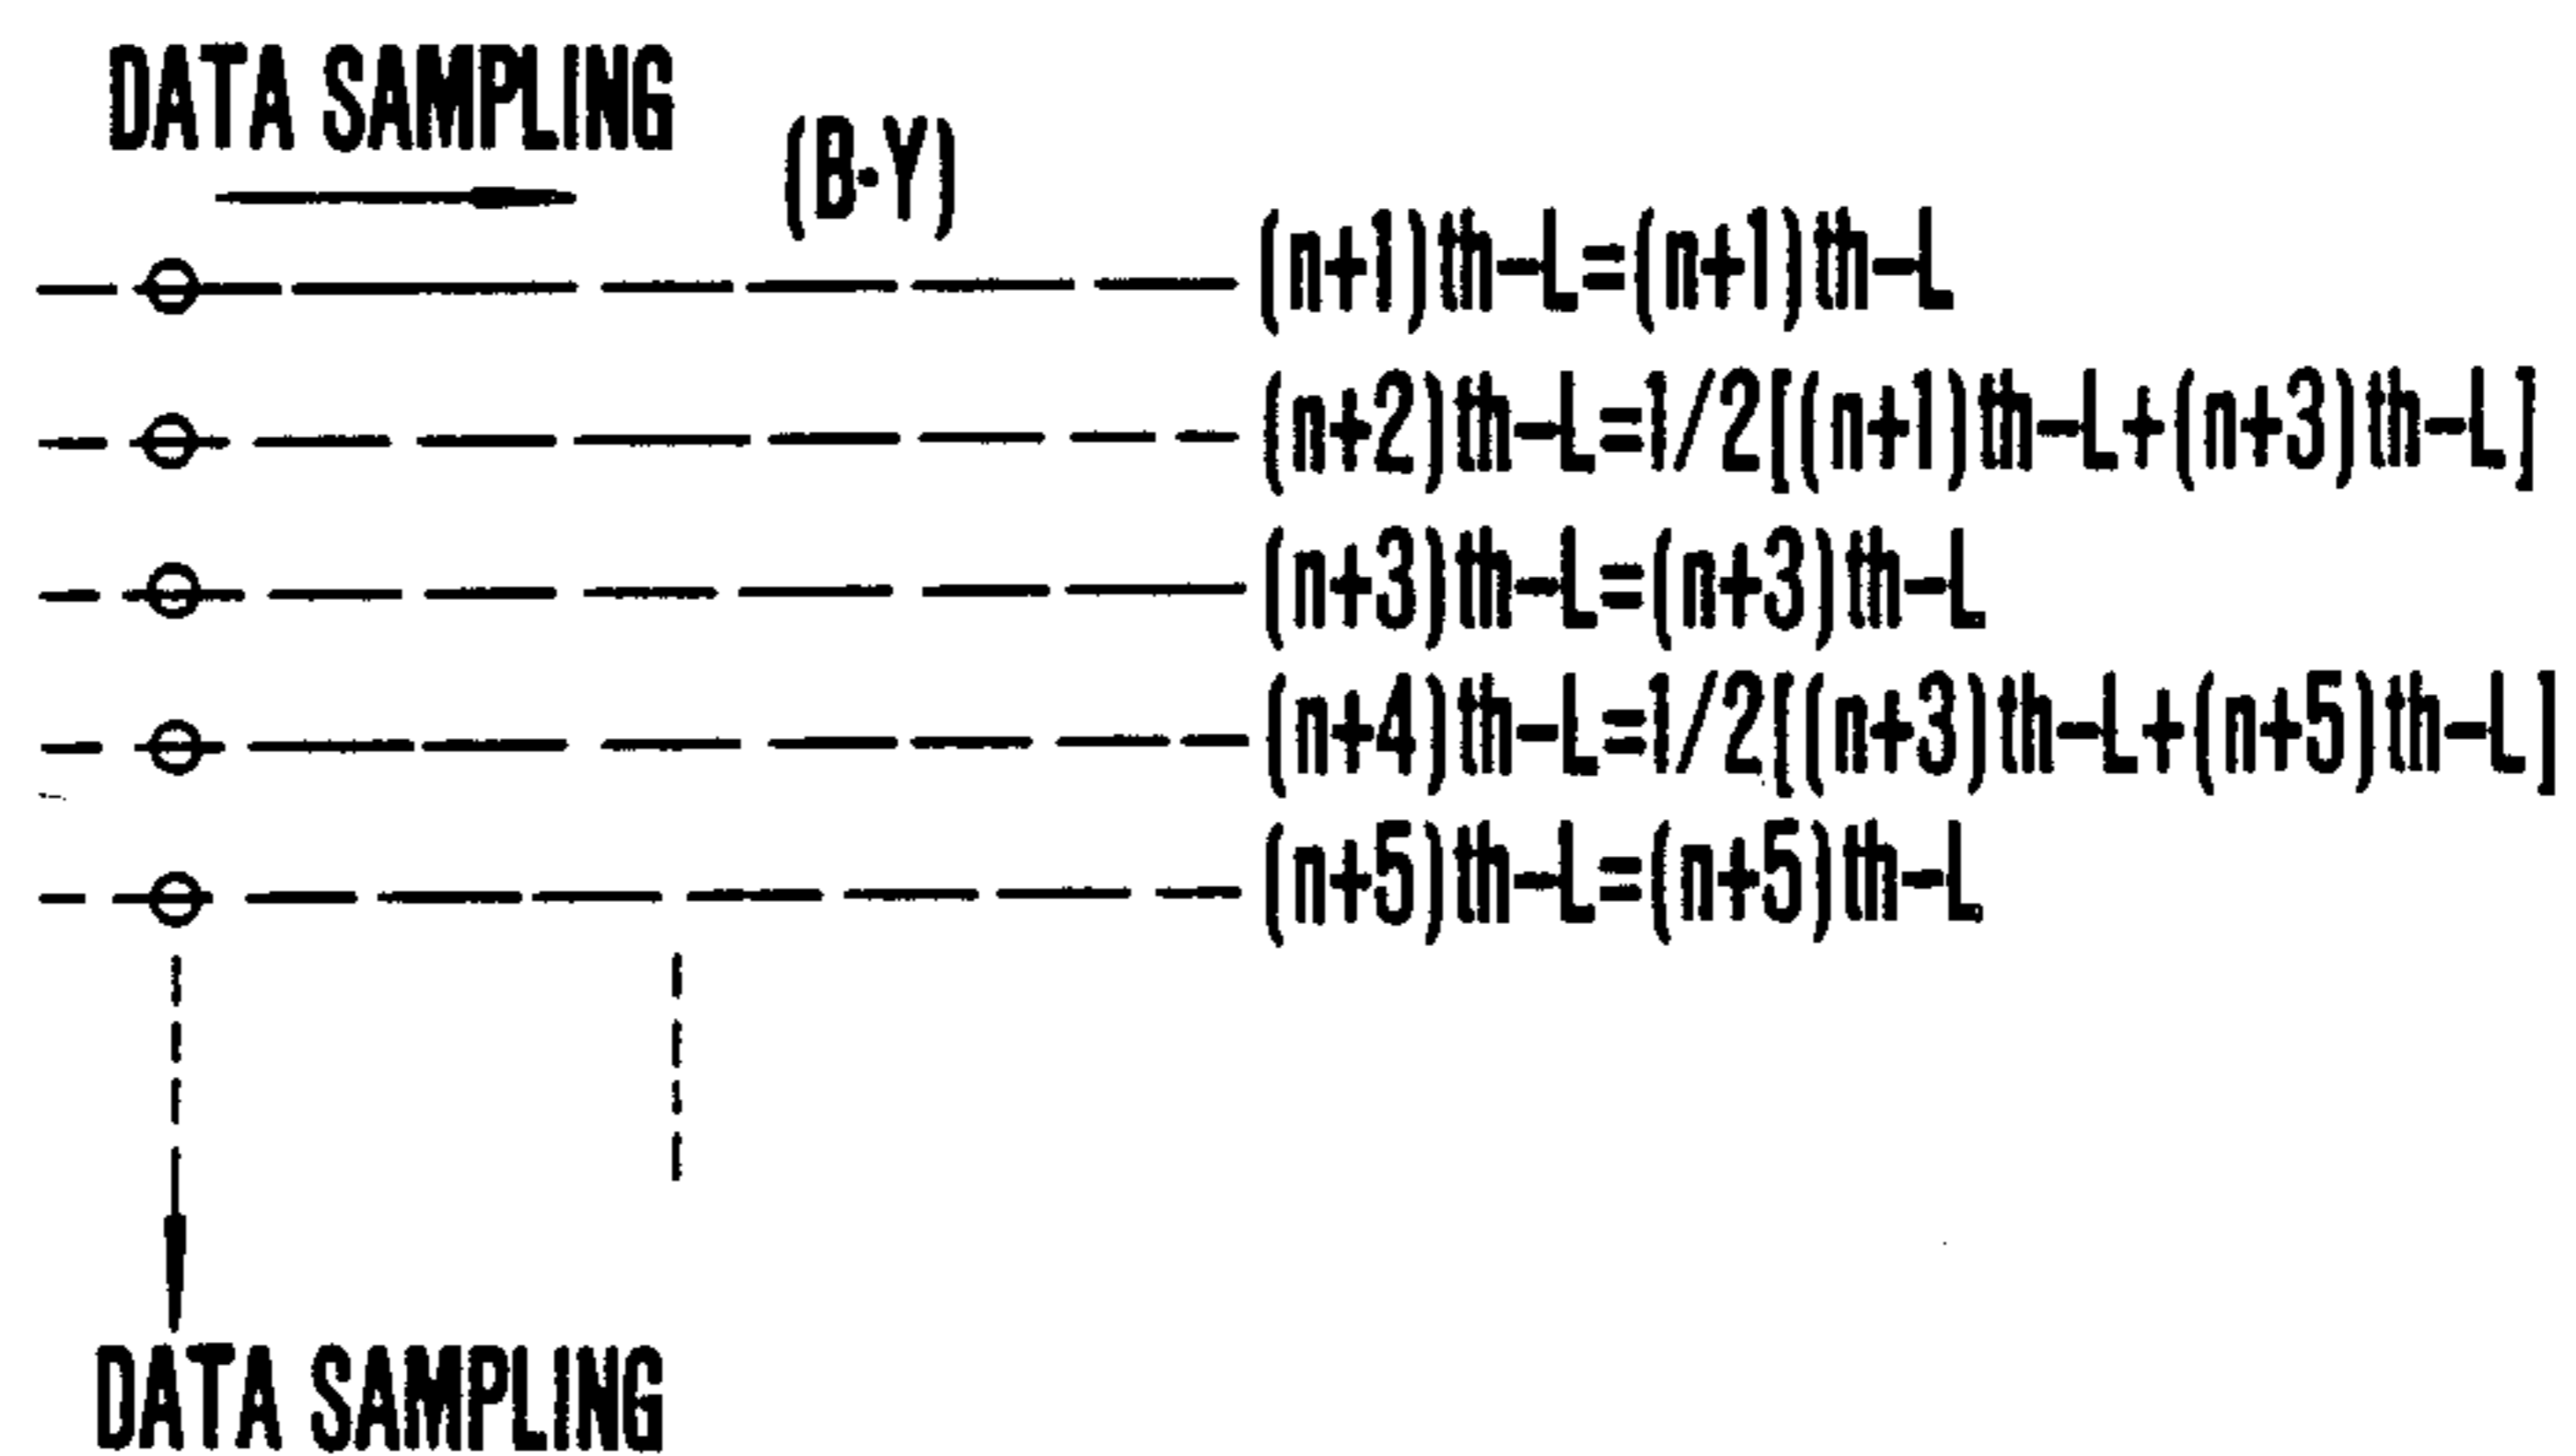 DATA SAMPLING
(B·Y)
(n+1)th-L=(n+1)th-L
(n+2)th-L=1/2[(n+1)th-L+(n+3)th-L]
(n+3)th-L=(n+3)th-L
(n+4)th-L=1/2[(n+3)th-L+(n+5)th-L]
(n+5)th-L=(n+5)th-L
DATA SAMPLING